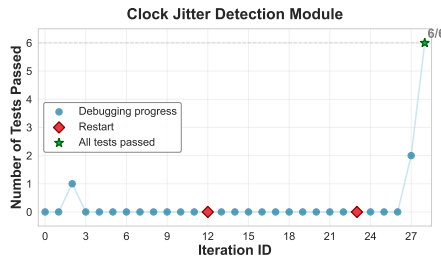 Clock Jitter Detection Module
6/6
6
5
4
3
2
1
0
Number of Tests Passed
Debugging progress
Restart
All tests passed
0 3 6 9 12 15 18 21 24 27
Iteration ID